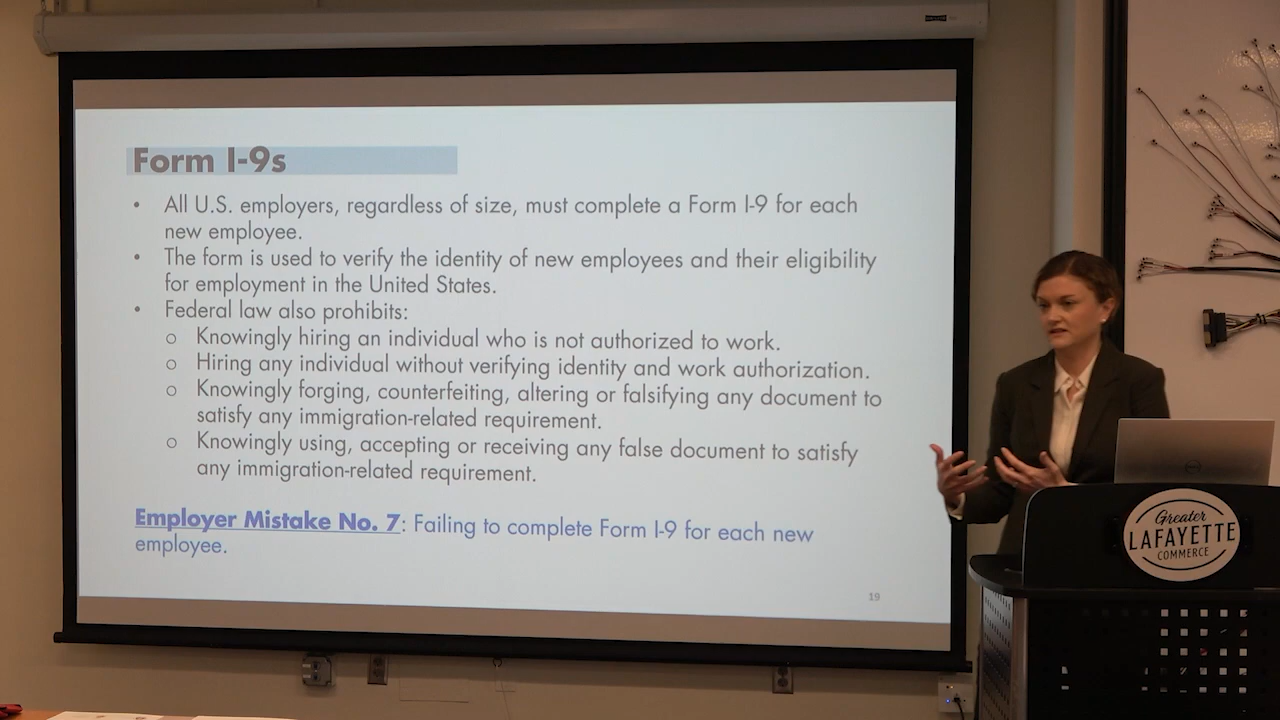 Form I-9s
• All U.S. employers, regardless of size, must complete a Form I-9 for each
new employee.
• The form is used to verify the identity of new employees and their eligibility
for employment in the United States.
• Federal law also prohibits:
o Knowingly hiring an individual who is not authorized to work.
o Hiring any individual without verifying identity and work authorization.
o Knowingly forging, counterfeiting, altering or falsifying any document to
satisfy any immigration-related requirement.
o Knowingly using, accepting or receiving any false document to satisfy
any immigration-related requirement.
Employer Mistake No. 7: Failing to complete Form I-9 for each new
employee.
19
Greater
LAFAYETTE
COMMERCE